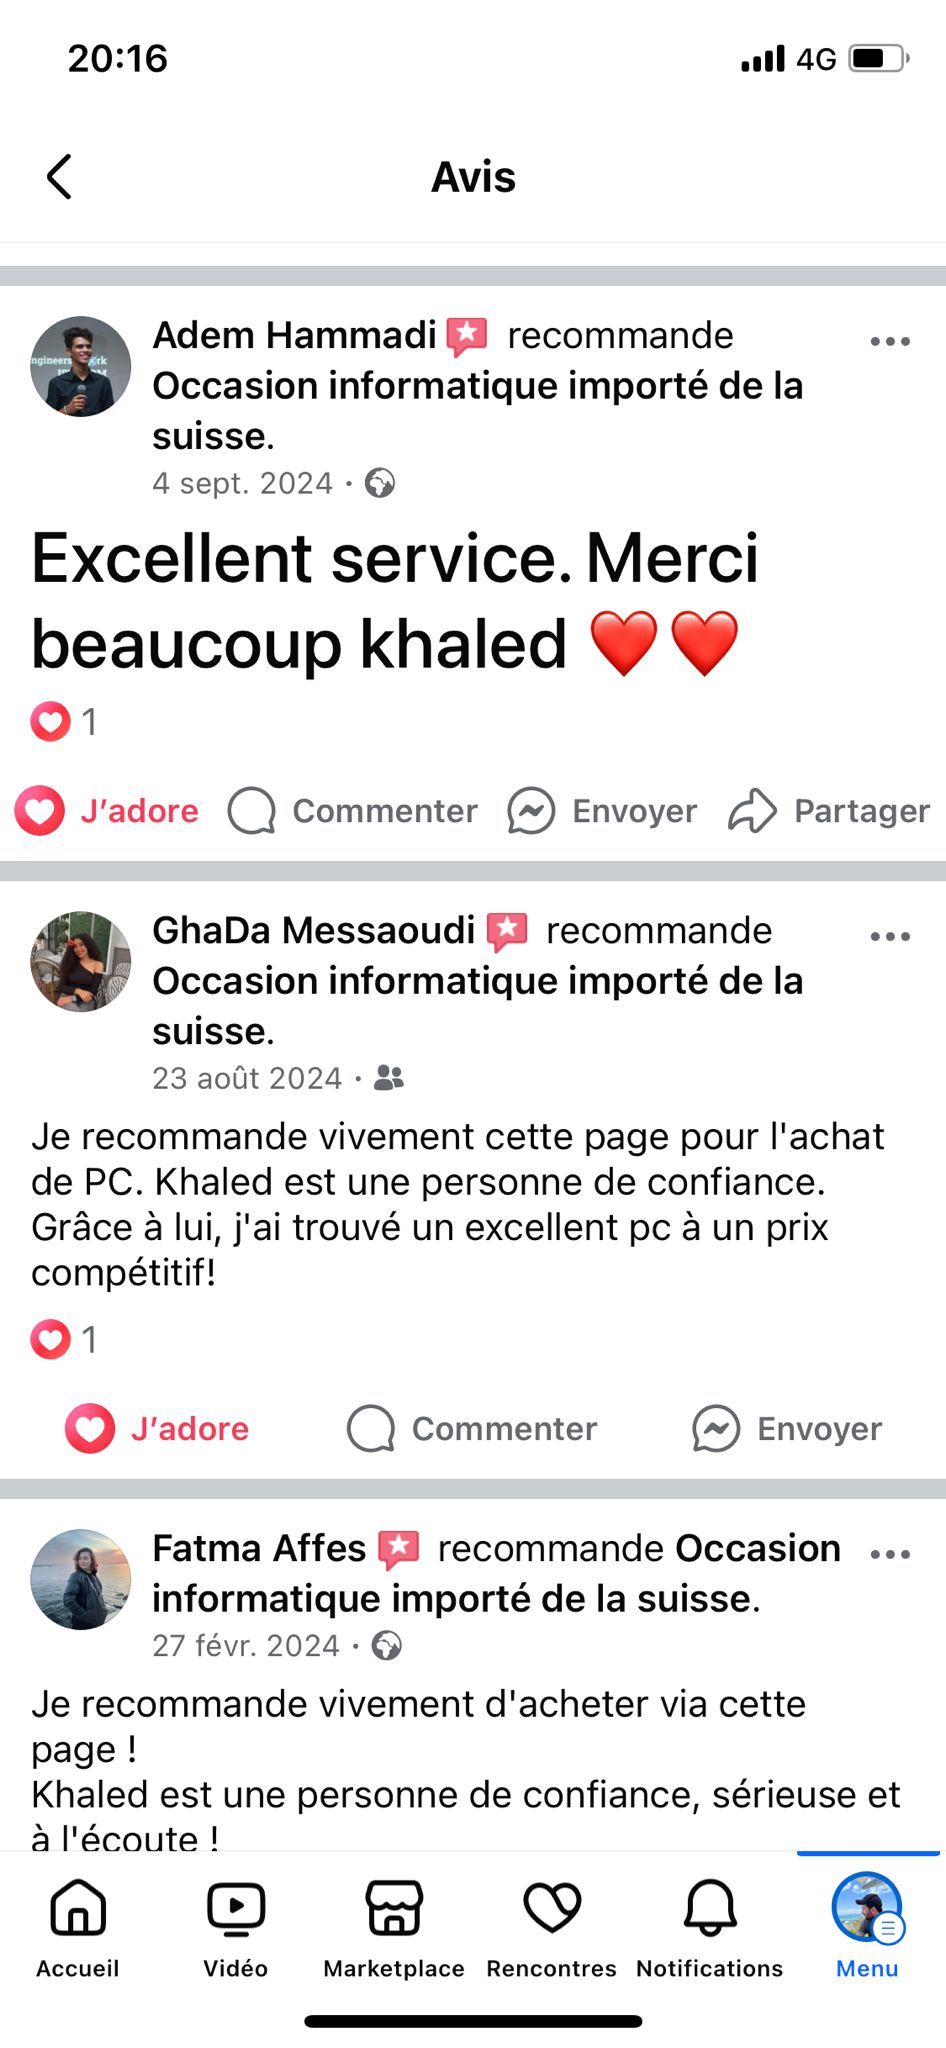 20:16
4G
Avis
Adem Hammadi recommande
Occasion informatique importé de la
suisse.
4 sept. 2024 ·
Excellent service. Merci
beaucoup khaled ❤️❤️
1
J'adore Commenter Envoyer Partager
GhaDa Messaoudi recommande
Occasion informatique importé de la
suisse.
23 août 2024 ·
Je recommande vivement cette page pour l'achat
de PC. Khaled est une personne de confiance.
Grâce à lui, j'ai trouvé un excellent pc à un prix
compétitif!
1
J'adore Commenter Envoyer
Fatma Affes recommande Occasion
informatique importé de la suisse.
27 févr. 2024 ·
Je recommande vivement d'acheter via cette
page !
Khaled est une personne de confiance, sérieuse et
à l'écoute !
Accueil Vidéo Marketplace Rencontres Notifications Menu